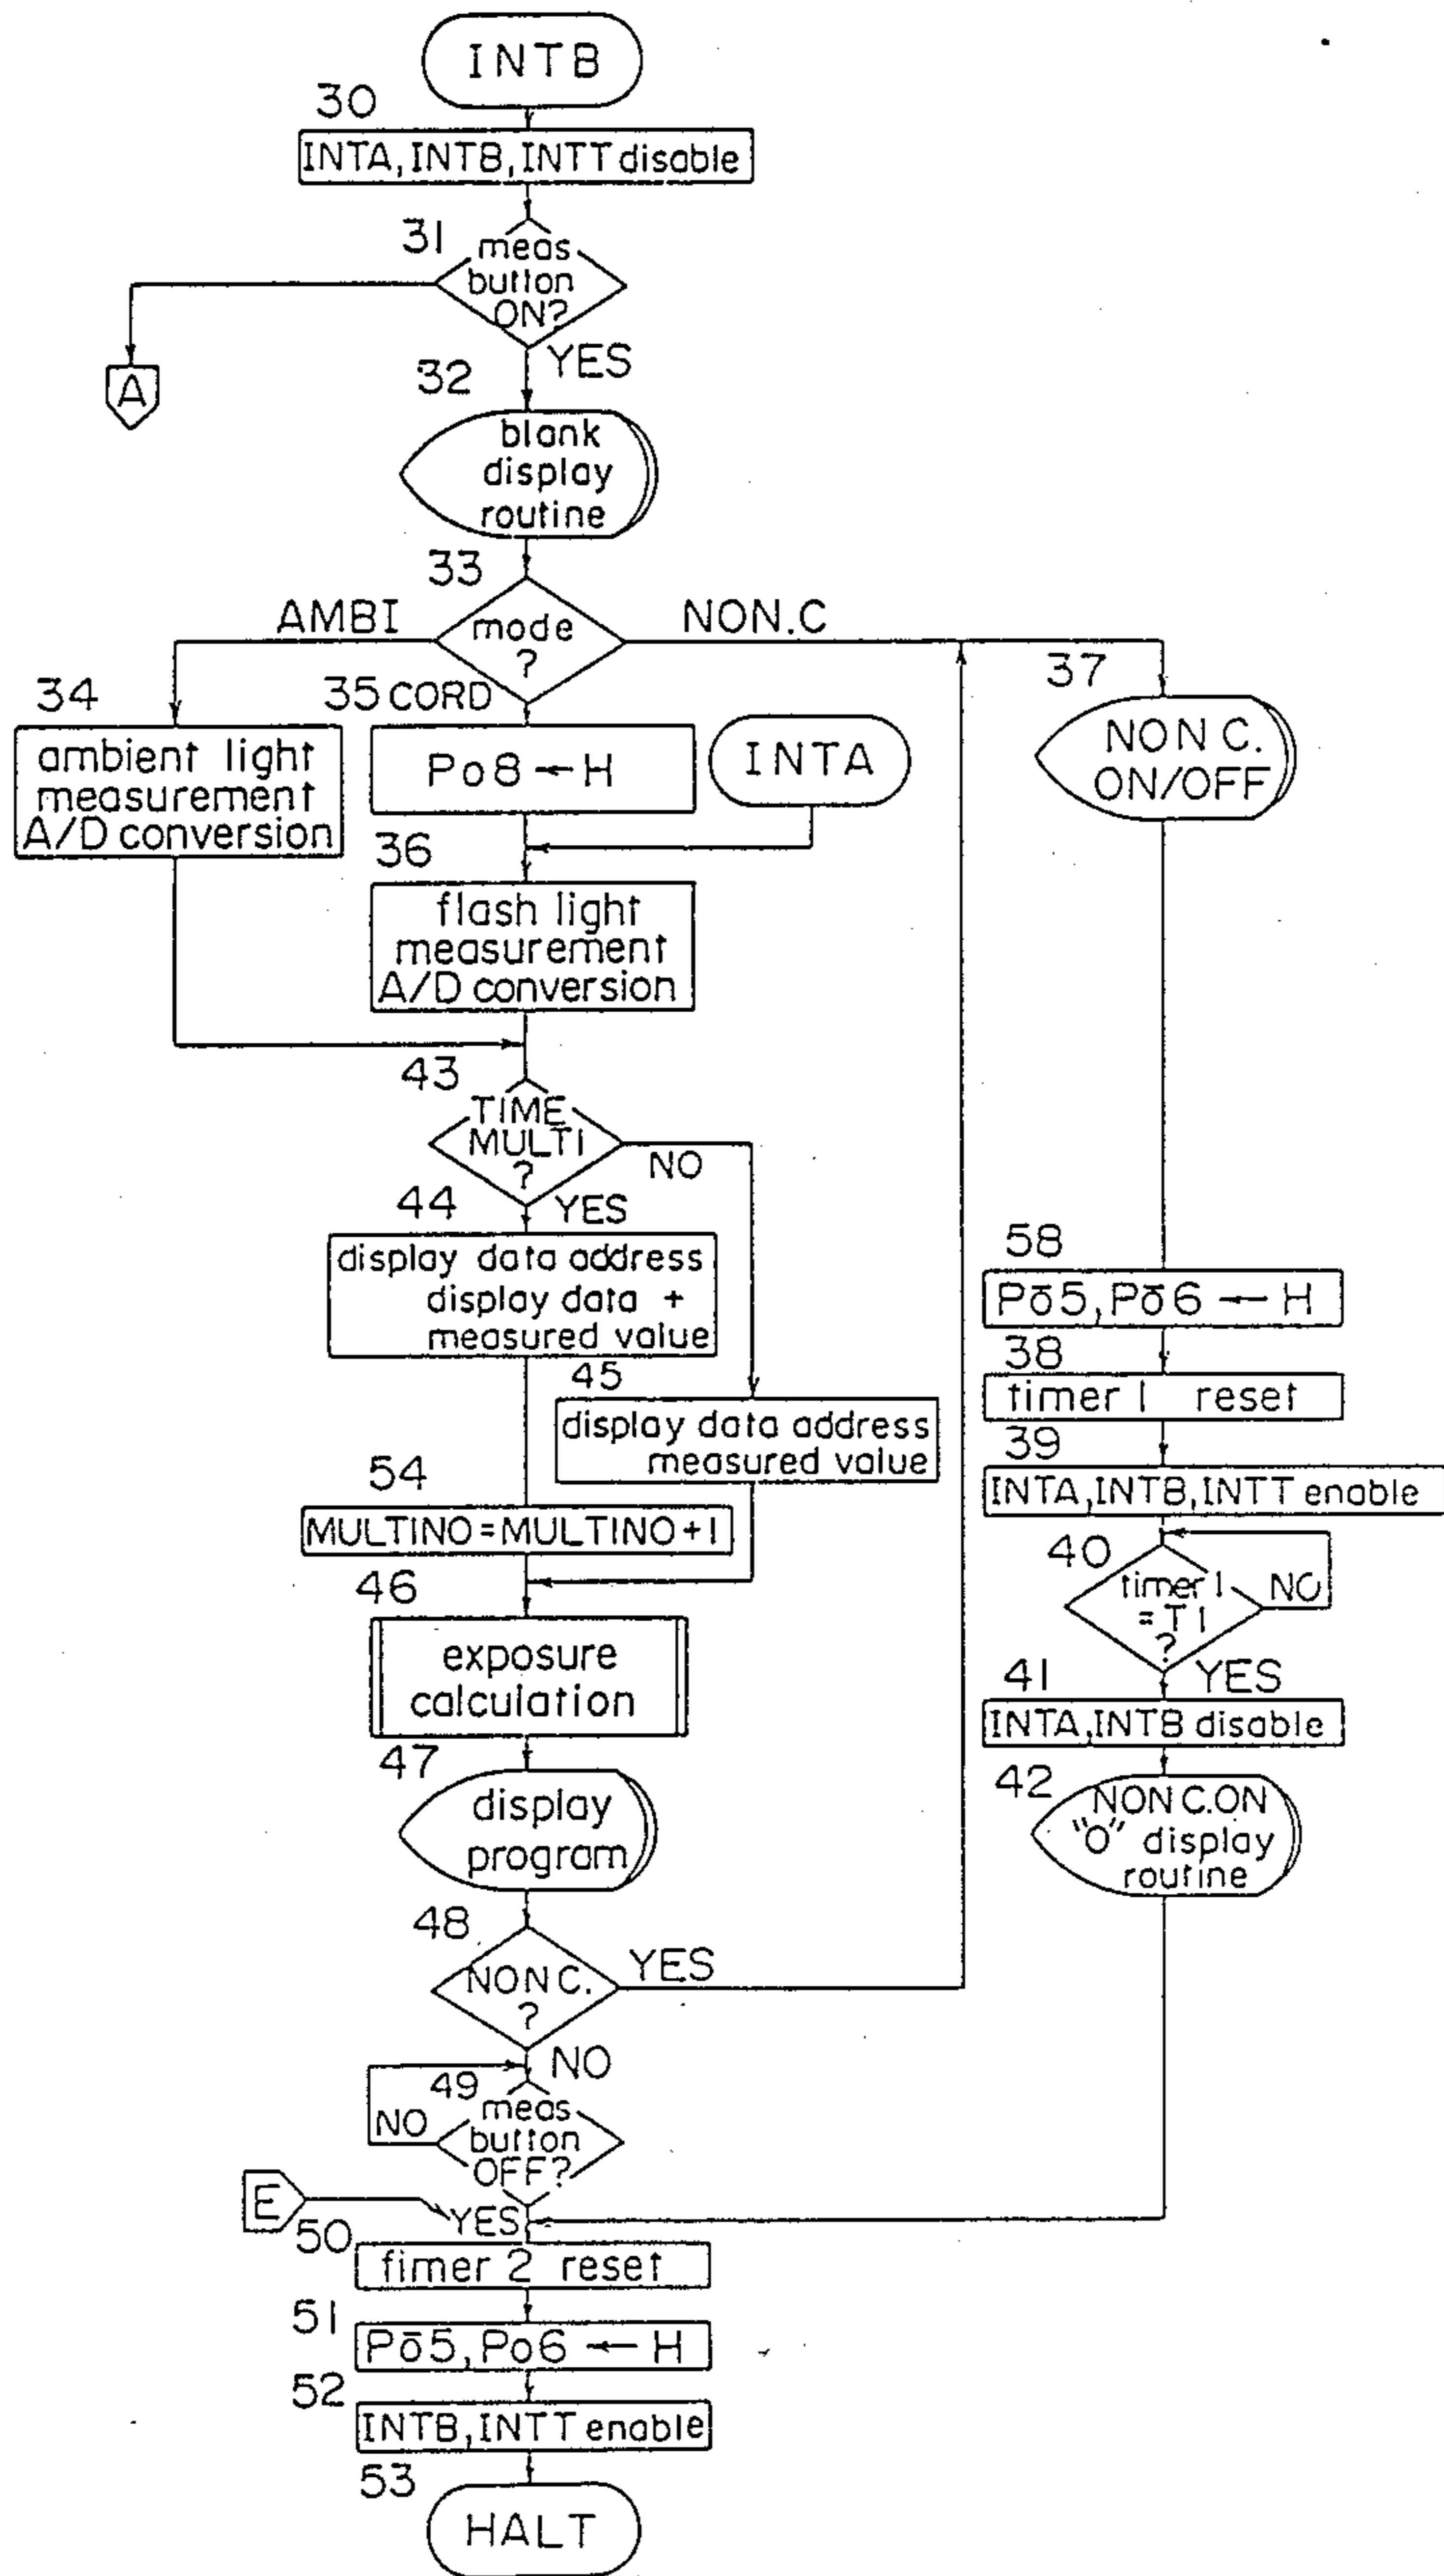 INTB
30
INTA, INTB, INTT disable
31
meas
button
ON?
YES
A
32
blank
display
routine
33
AMBI
mode
?
NON.C
34
ambient light
measurement
A/D conversion
35 CORD
Po8 ← H
INTA
37
NON C.
ON/OFF
36
flash light
measurement
A/D conversion
43
TIME
MULTI
?
NO
YES
44
display data address
display data +
measured value
45
display data address
measured value
54
MULTINO = MULTINO + 1
58
Pō5, Pō6 ← H
38
timer 1 reset
39
INTA, INTB, INTT enable
40
timer 1
= T1
?
NO
YES
41
INTA, INTB disable
42
NON C.ON
"O" display
routine
46
exposure
calculation
47
display
program
48
NON C.
?
YES
NO
49
meas
button
OFF?
NO
E
YES
50
fimer 2 reset
51
Pō5, Po6 ← H
52
INTB, INTT enable
53
HALT